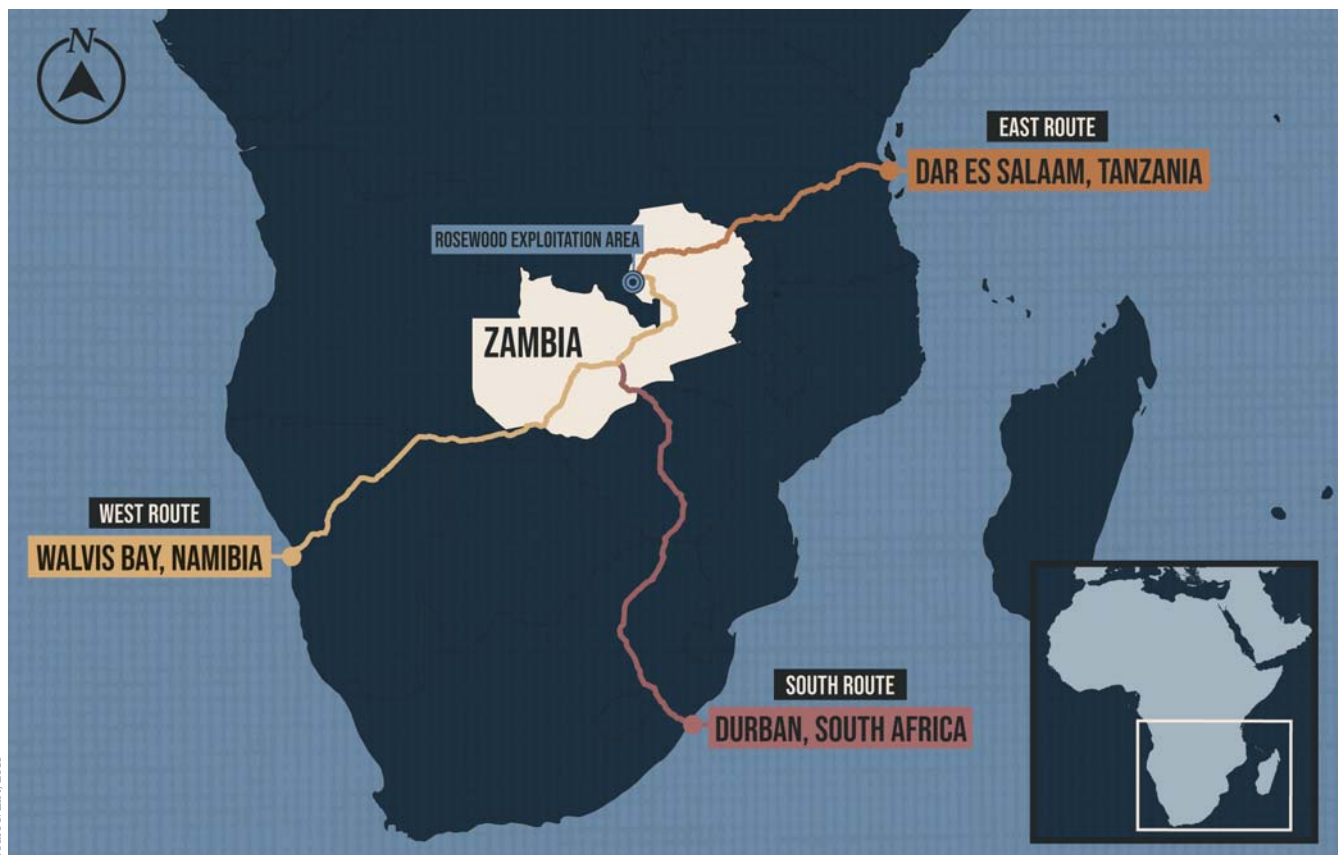 N
EAST ROUTE
DAR ES SALAAM, TANZANIA
ROSEWOOD EXPLOITATION AREA
ZAMBIA
WEST ROUTE
WALVIS BAY, NAMIBIA
SOUTH ROUTE
DURBAN, SOUTH AFRICA